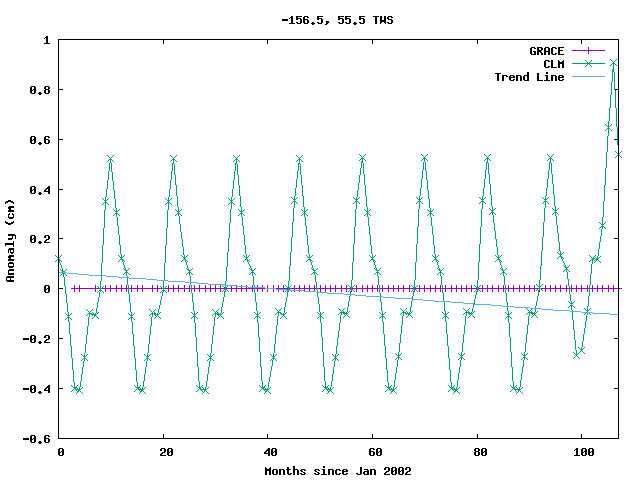 -156.5, 55.5 TWS
GRACE
CLM
Trend Line
1
0.8
0.6
0.4
0.2
0
-0.2
-0.4
-0.6
Anomaly (cm)
0 20 40 60 80 100
Months since Jan 2002